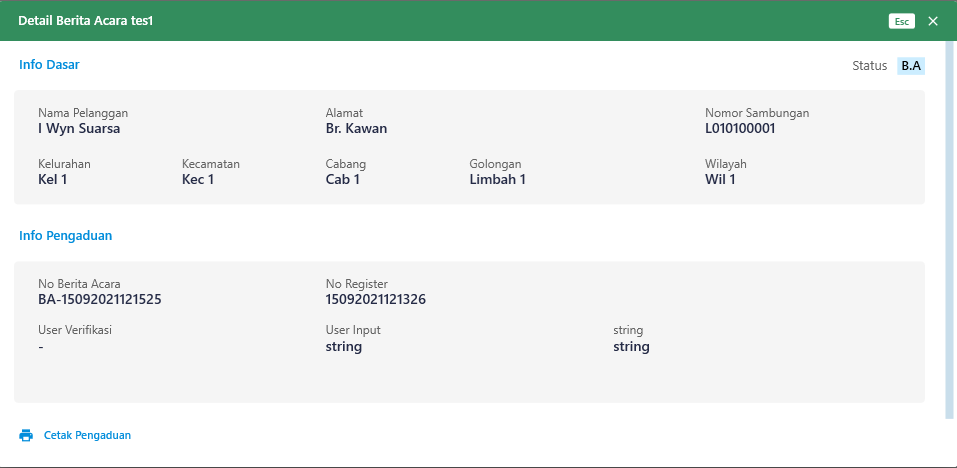 Detail Berita Acara tes1
Esc
Info Dasar
Status B.A
Nama Pelanggan Alamat Nomor Sambungan
I Wyn Suarsa Br. Kawan L010100001
Kelurahan Kecamatan Cabang Golongan Wilayah
Kel 1 Kec 1 Cab 1 Limbah 1 Wil 1
Info Pengaduan
No Berita Acara No Register
BA-15092021121525 15092021121326
User Verifikasi User Input string
- string string
Cetak Pengaduan